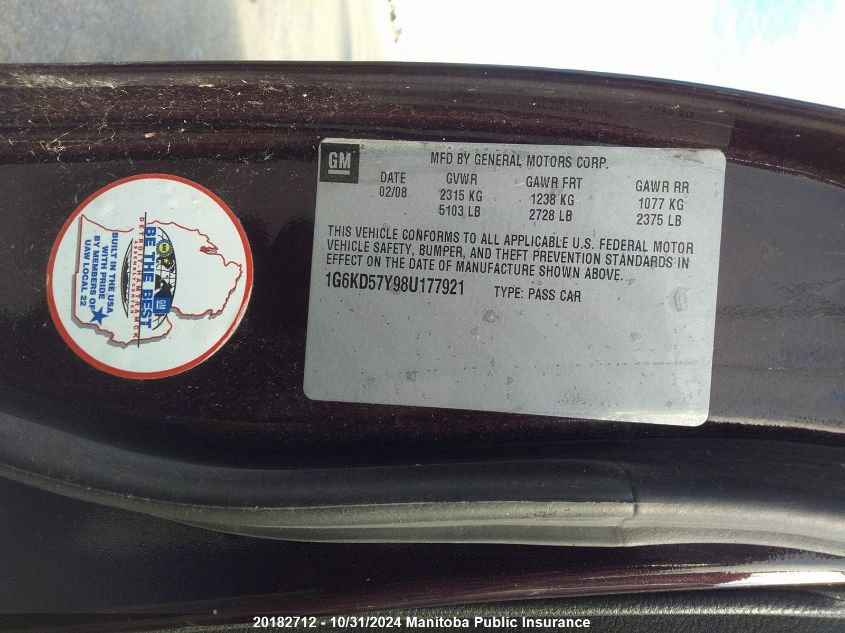 GM
MFD BY GENERAL MOTORS CORP.
DATE GVWR GAWR FRT GAWR RR
02/08 2315 KG 1238 KG 1077 KG
5103 LB 2728 LB 2375 LB
THIS VEHICLE CONFORMS TO ALL APPLICABLE U.S. FEDERAL MOTOR
VEHICLE SAFETY, BUMPER, AND THEFT PREVENTION STANDARDS IN
EFFECT ON THE DATE OF MANUFACTURE SHOWN ABOVE.
1G6KD57Y98U177921 TYPE: PASS CAR
BE THE BEST
GM
BUILT IN THE USA
WITH PRIDE
BY MEMBERS OF
UAW LOCAL 22
20182712 - 10/31/2024 Manitoba Public Insurance